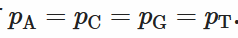 p_A = p_C = p_G = p_T.